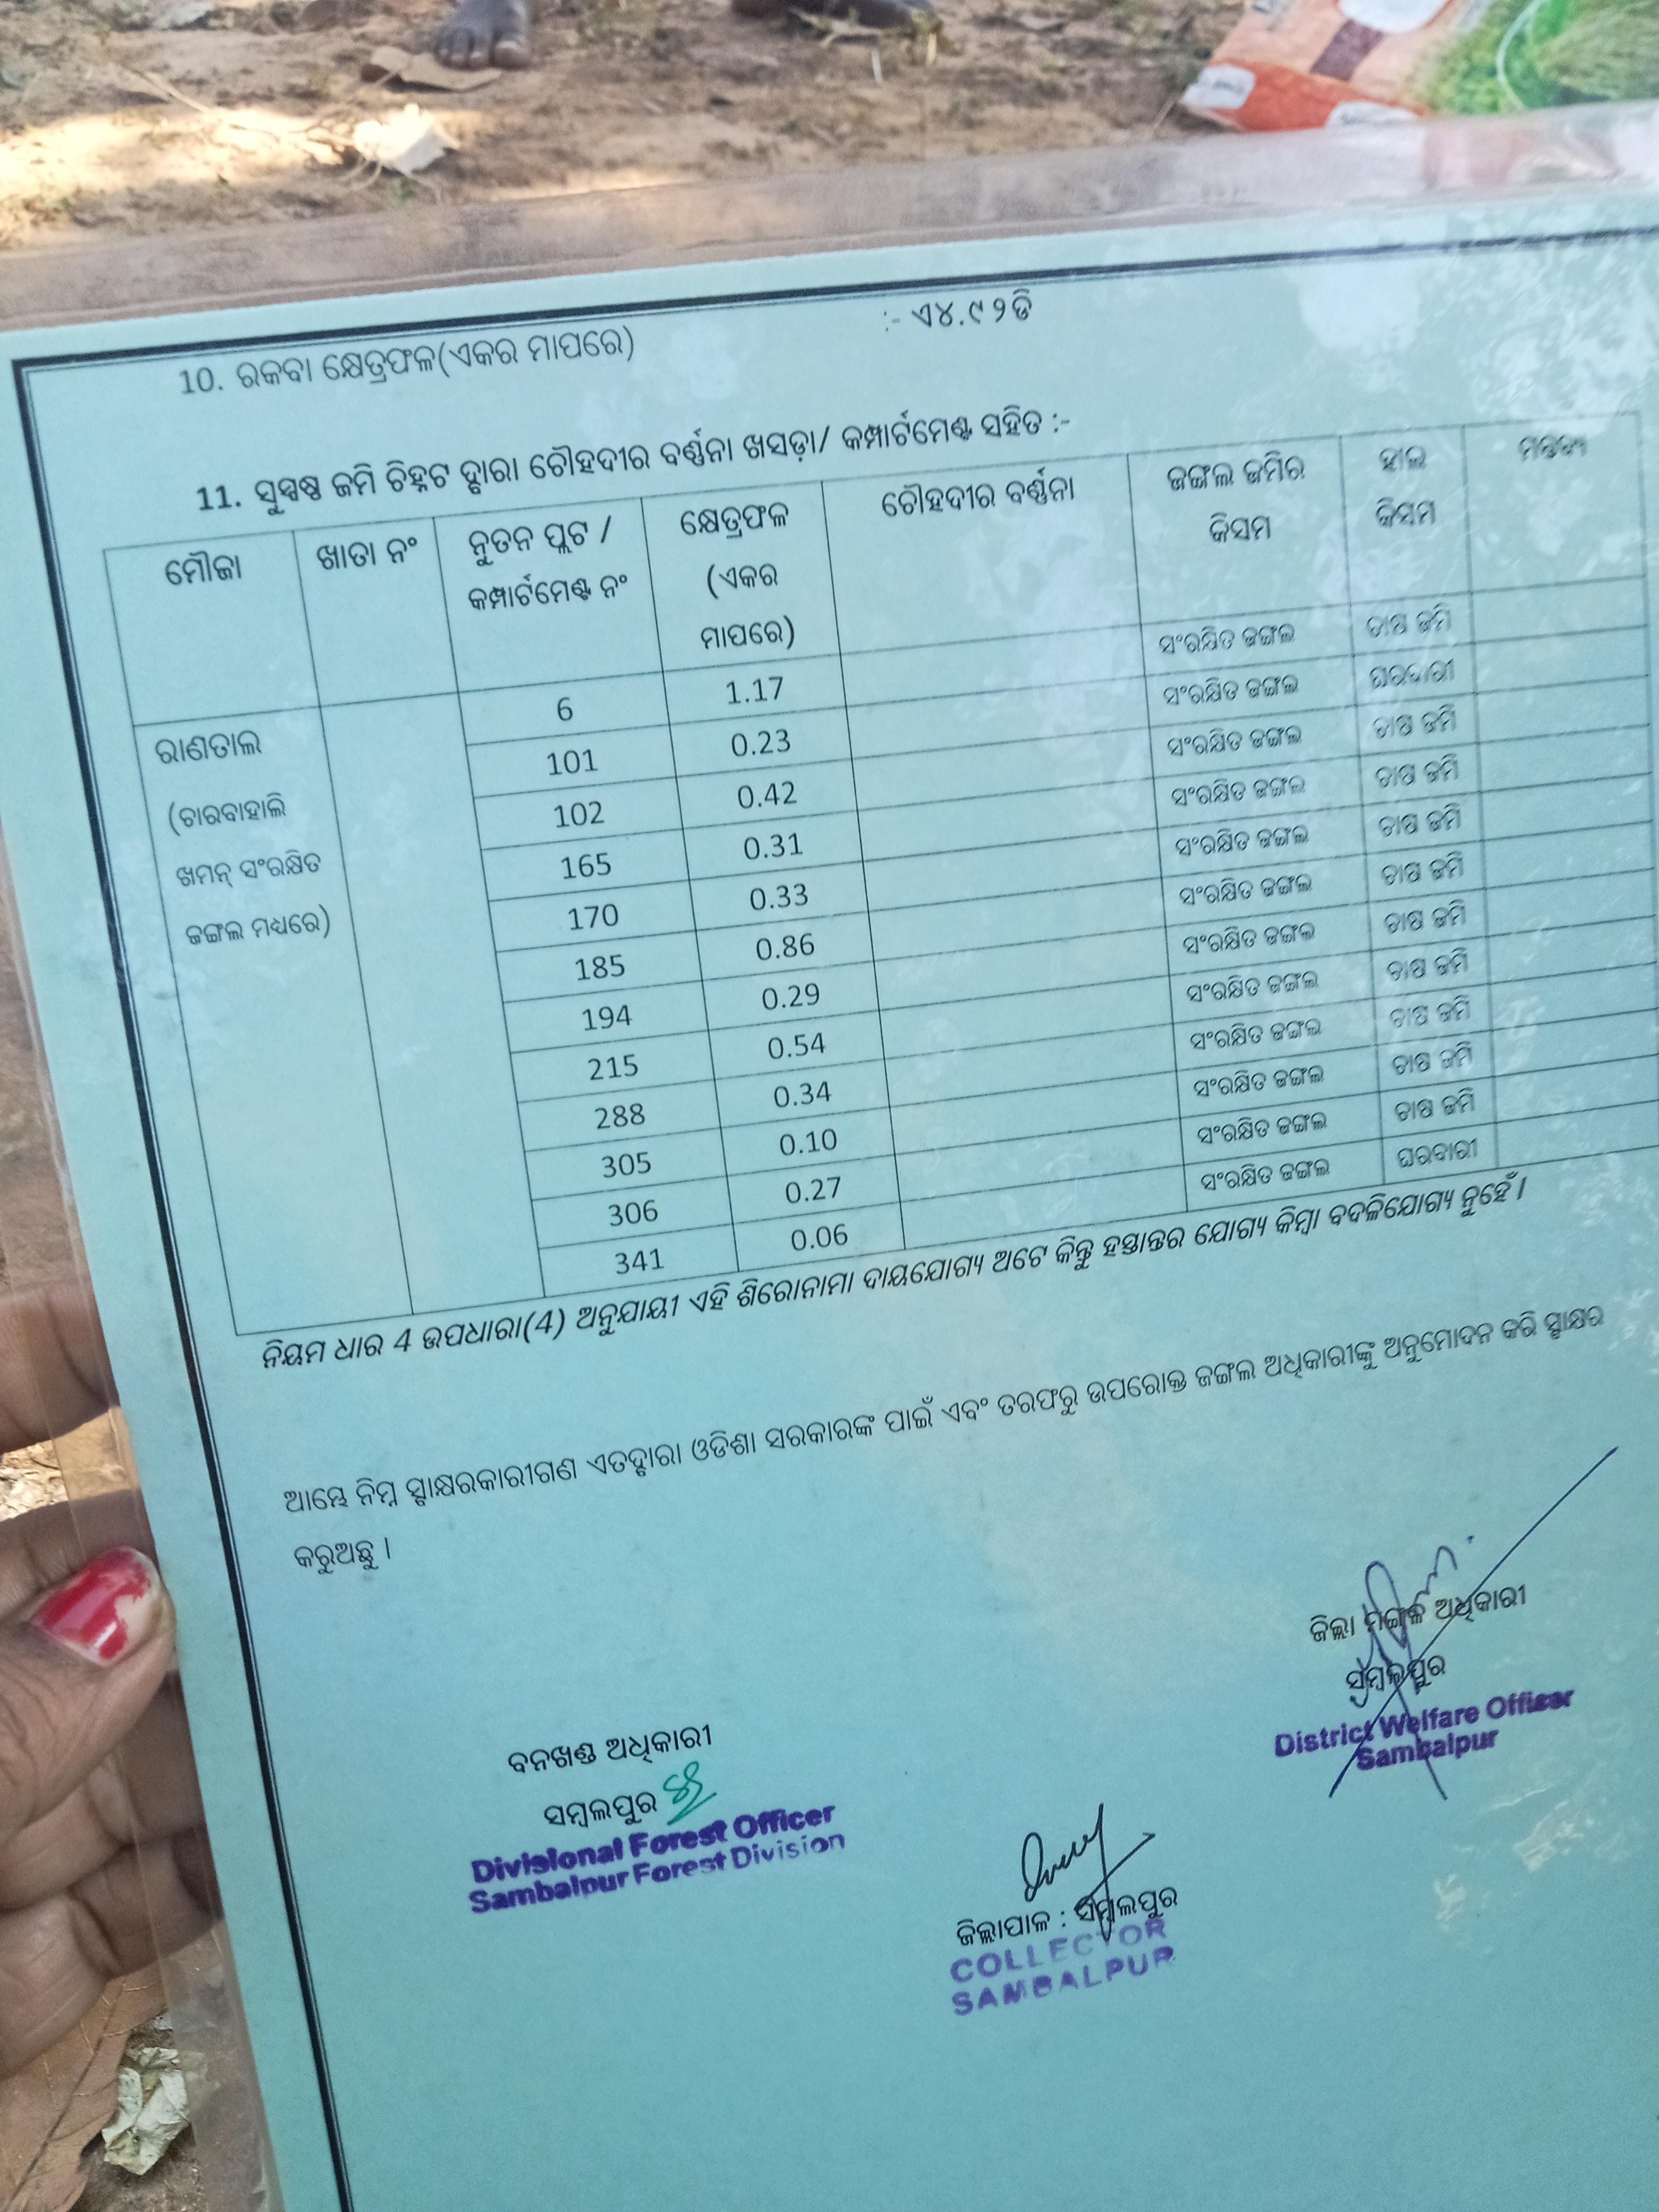 10. ରକବା କ୍ଷେତ୍ରଫଳ(ଏକର ମାପରେ) :- ଏ୪.୯୨ଡି
11. ସୁସ୍ପଷ୍ଟ ଜମି ଚିହ୍ନଟ ଦ୍ବାରା ଚୌହଦୀର ବର୍ଣ୍ଣନା ଖସଡ଼ା/ କମ୍ପାର୍ଟମେଣ୍ଟ ସହିତ :-
ମୌଜା ଖାତା ନଂ ନୁତନ ପ୍ଲଟ / କମ୍ପାର୍ଟମେଣ୍ଟ ନଂ କ୍ଷେତ୍ରଫଳ (ଏକର ମାପରେ) ଚୌହଦୀର ବର୍ଣ୍ଣନା ଜଙ୍ଗଲ ଜମିର କିସମ ହାଲ କିସମ ମନ୍ତବ୍ୟ
ରାଣତାଲ
(ଚାରବାହାଲି
ଖମନ୍ ସଂରକ୍ଷିତ
ଜଙ୍ଗଲ ମଧ୍ୟରେ)
6 1.17 ସଂରକ୍ଷିତ ଜଙ୍ଗଲ ଚାଷ ଜମି
101 0.23 ସଂରକ୍ଷିତ ଜଙ୍ଗଲ ଘରବାରୀ
102 0.42 ସଂରକ୍ଷିତ ଜଙ୍ଗଲ ଚାଷ ଜମି
165 0.31 ସଂରକ୍ଷିତ ଜଙ୍ଗଲ ଚାଷ ଜମି
170 0.33 ସଂରକ୍ଷିତ ଜଙ୍ଗଲ ଚାଷ ଜମି
185 0.86 ସଂରକ୍ଷିତ ଜଙ୍ଗଲ ଚାଷ ଜମି
194 0.29 ସଂରକ୍ଷିତ ଜଙ୍ଗଲ ଚାଷ ଜମି
215 0.54 ସଂରକ୍ଷିତ ଜଙ୍ଗଲ ଚାଷ ଜମି
288 0.34 ସଂରକ୍ଷିତ ଜଙ୍ଗଲ ଚାଷ ଜମି
305 0.10 ସଂରକ୍ଷିତ ଜଙ୍ଗଲ ଚାଷ ଜମି
306 0.27 ସଂରକ୍ଷିତ ଜଙ୍ଗଲ ଚାଷ ଜମି
341 0.06 ସଂରକ୍ଷିତ ଜଙ୍ଗଲ ଘରବାରୀ
ନିୟମ ଧାର 4 ଉପଧାରା(4) ଅନୁଯାୟୀ ଏହି ଶିରୋନାମା ଦାୟଯୋଗ୍ୟ ଅଟେ କିନ୍ତୁ ହସ୍ତାନ୍ତର ଯୋଗ୍ୟ କିମ୍ବା ବଦଳିଯୋଗ୍ୟ ନୁହେଁ।
ଆମ୍ଭେ ନିମ୍ନ ସ୍ବାକ୍ଷରକାରୀଗଣ ଏତଦ୍ବାରା ଓଡିଶା ସରକାରଙ୍କ ପାଇଁ ଏବଂ ତରଫରୁ ଉପରୋକ୍ତ ଜଙ୍ଗଲ ଅଧିକାରୀଙ୍କୁ ଅନୁମୋଦନ କରି ସ୍ବାକ୍ଷର
କରୁଅଛୁ।
ଜିଲ୍ଲା ମଙ୍ଗଳ ଅଧିକାରୀ
ସମ୍ବଲପୁର
District Welfare Officer
Sambalpur
ବନଖଣ୍ଡ ଅଧିକାରୀ
ସମ୍ବଲପୁର
Divisional Forest Officer
Sambalpur Forest Division
ଜିଲ୍ଲାପାଳ : ସମ୍ବଲପୁର
COLLECTOR
SAMBALPUR